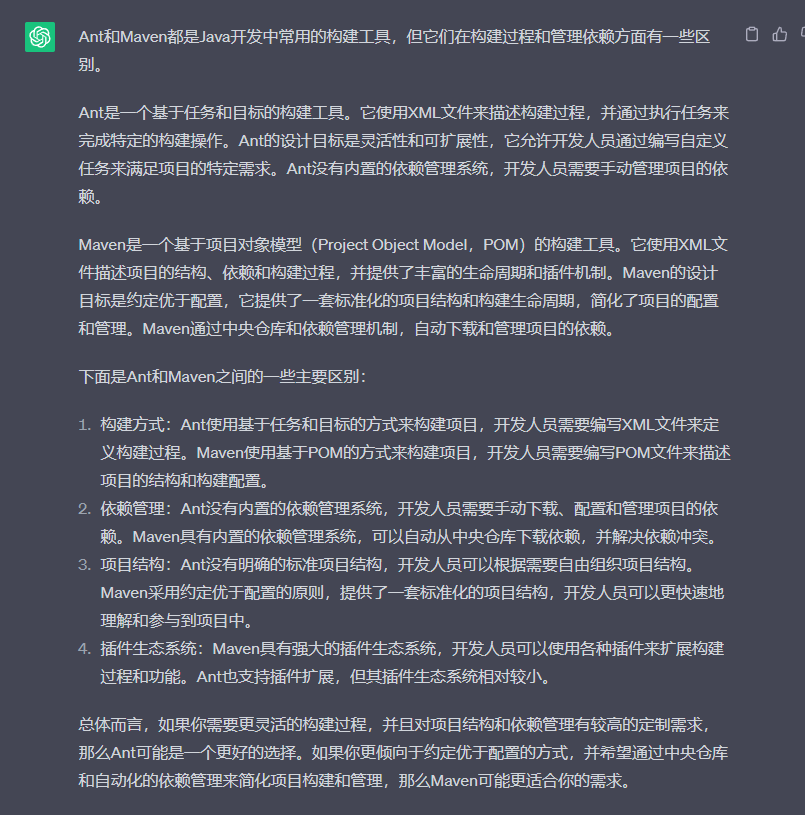 Ant和Maven都是Java开发中常用的构建工具，但它们在构建过程和管理依赖方面有一些区
别。
Ant是一个基于任务和目标的构建工具。它使用XML文件来描述构建过程，并通过执行任务来
完成特定的构建操作。Ant的设计目标是灵活性和可扩展性，它允许开发人员通过编写自定义
任务来满足项目的特定需求。Ant没有内置的依赖管理系统，开发人员需要手动管理项目的依
赖。
Maven是一个基于项目对象模型（Project Object Model，POM）的构建工具。它使用XML文
件描述项目的结构、依赖和构建过程，并提供了丰富的生命周期和插件机制。Maven的设计
目标是约定优于配置，它提供了一套标准化的项目结构和构建生命周期，简化了项目的配置
和管理。Maven通过中央仓库和依赖管理机制，自动下载和管理项目的依赖。
下面是Ant和Maven之间的一些主要区别：
1. 构建方式：Ant使用基于任务和目标的方式来构建项目，开发人员需要编写XML文件来定
义构建过程。Maven使用基于POM的方式来构建项目，开发人员需要编写POM文件来描述
项目的结构和构建配置。
2. 依赖管理：Ant没有内置的依赖管理系统，开发人员需要手动下载、配置和管理项目的依
赖。Maven具有内置的依赖管理系统，可以自动从中央仓库下载依赖，并解决依赖冲突。
3. 项目结构：Ant没有明确的标准项目结构，开发人员可以根据需要自由组织项目结构。
Maven采用约定优于配置的原则，提供了一套标准化的项目结构，开发人员可以更快速地
理解和参与到项目中。
4. 插件生态系统：Maven具有强大的插件生态系统，开发人员可以使用各种插件来扩展构建
过程和功能。Ant也支持插件扩展，但其插件生态系统相对较小。
总体而言，如果你需要更灵活的构建过程，并且对项目结构和依赖管理有较高的定制需求，
那么Ant可能是一个更好的选择。如果你更倾向于约定优于配置的方式，并希望通过中央仓库
和自动化的依赖管理来简化项目构建和管理，那么Maven可能更适合你的需求。